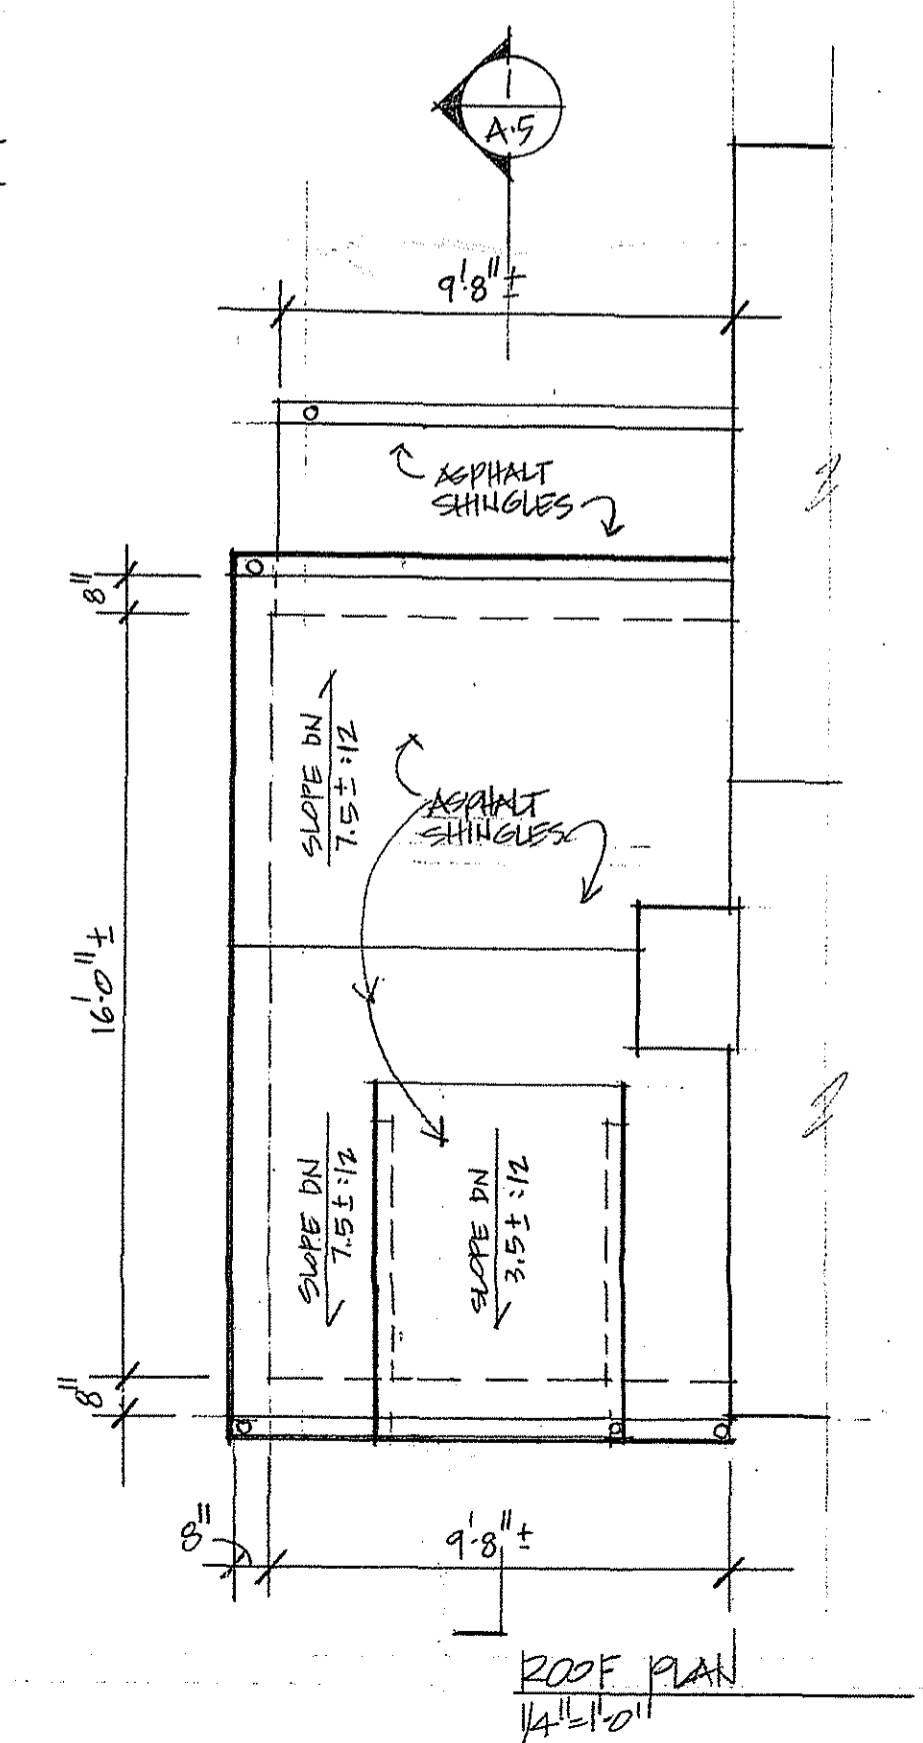 A.5
9'-8" ±
ASPHALT
SHINGLES
8"
SLOPE DN
7.5 ± :12
ASPHALT
SHINGLES
16'-0" ±
SLOPE DN
7.5 ± :12
SLOPE DN
3.5 ± :12
8"
8"
9'-8" ±
ROOF PLAN
1/4"=1'-0"